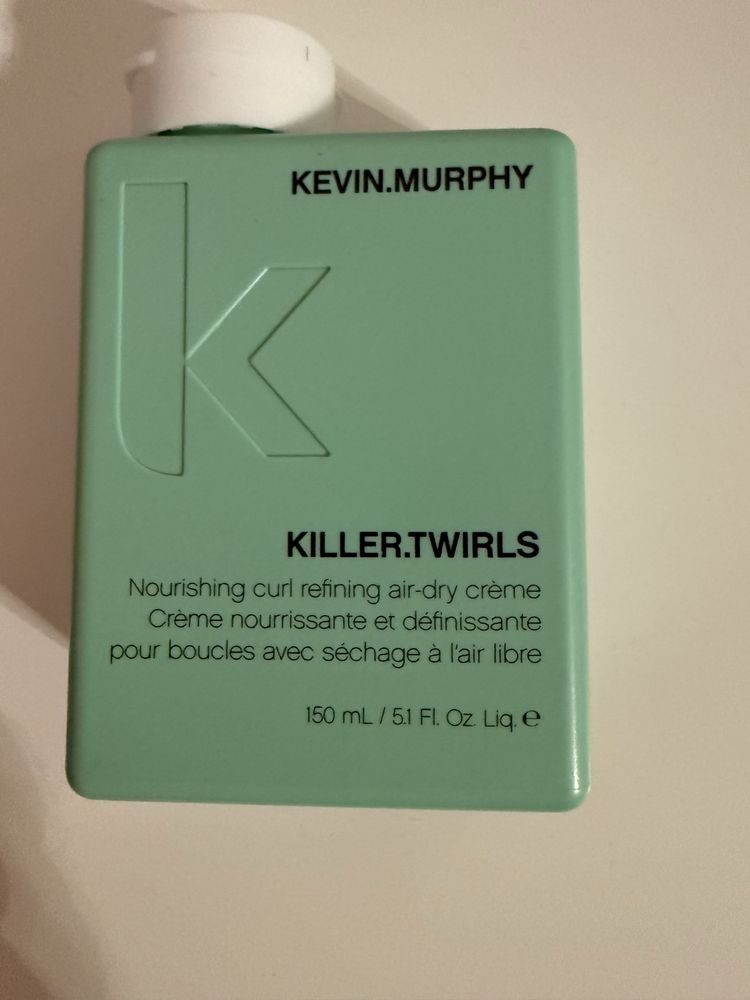 KEVIN.MURPHY
k
KILLER.TWIRLS
Nourishing curl refining air-dry crème
Crème nourrissante et définissante
pour boucles avec séchage à l'air libre
150 mL / 5.1 Fl. Oz. Liq. ℮